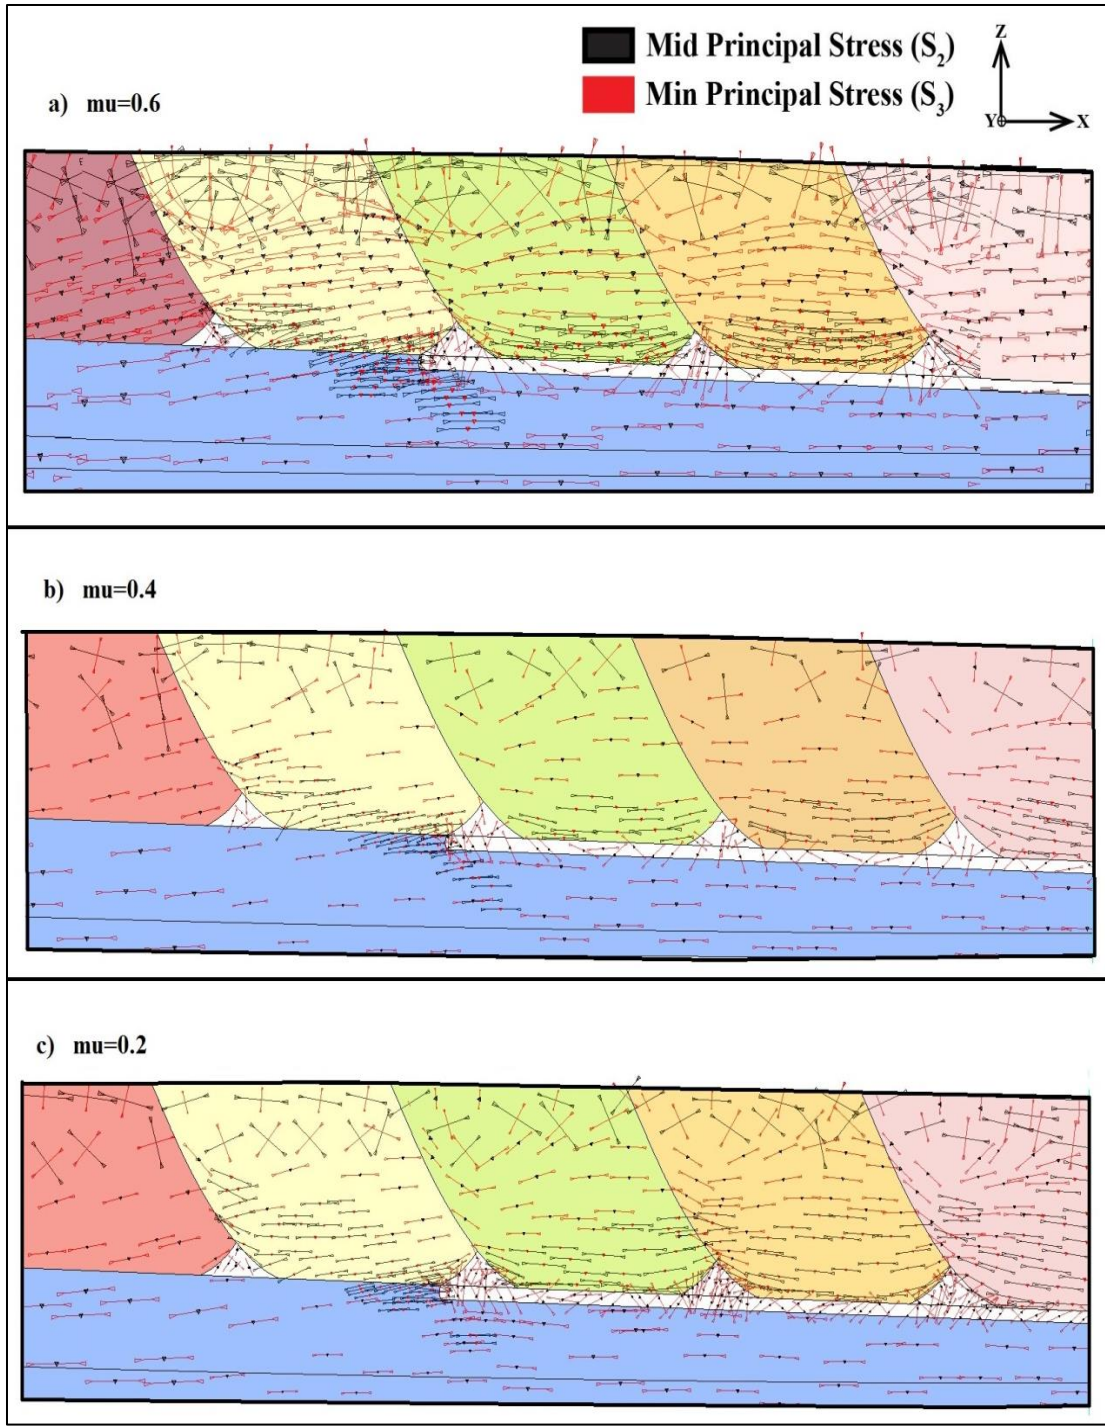 Mid Principal Stress (S₂)
Min Principal Stress (S₃)
Z
Y X
a) mu=0.6
b) mu=0.4
c) mu=0.2